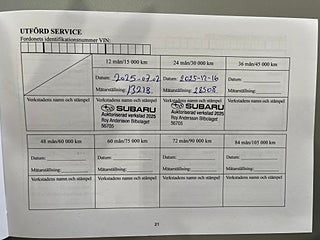 UTFÖRD SERVICE
Fordonets identifikationsnummer VIN:
12 mån/15 000 km
24 mån/30 000 km
36 mån/45 000 km
Datum: 2025-07-02
Datum: 2025-12-16
Datum:
Mätarställning: 13218
Mätarställning: 28508
Mätarställning:
Verkstadens namn och stämpel
Verkstadens namn och stämpel
Verkstadens namn och stämpel
Verkstadens namn och stämpel
SUBARU
Auktoriserad verkstad 2025
Roy Andersson Bilbolaget
56705
SUBARU
Auktoriserad verkstad 2025
Roy Andersson Bilbolaget
56705
48 mån/60 000 km
60 mån/75 000 km
72 mån/90 000 km
84 mån/105 000 km
Datum:
Datum:
Datum:
Datum:
Mätarställning:
Mätarställning:
Mätarställning:
Mätarställning:
Verkstadens namn och stämpel
Verkstadens namn och stämpel
Verkstadens namn och stämpel
Verkstadens namn och stämpel
21